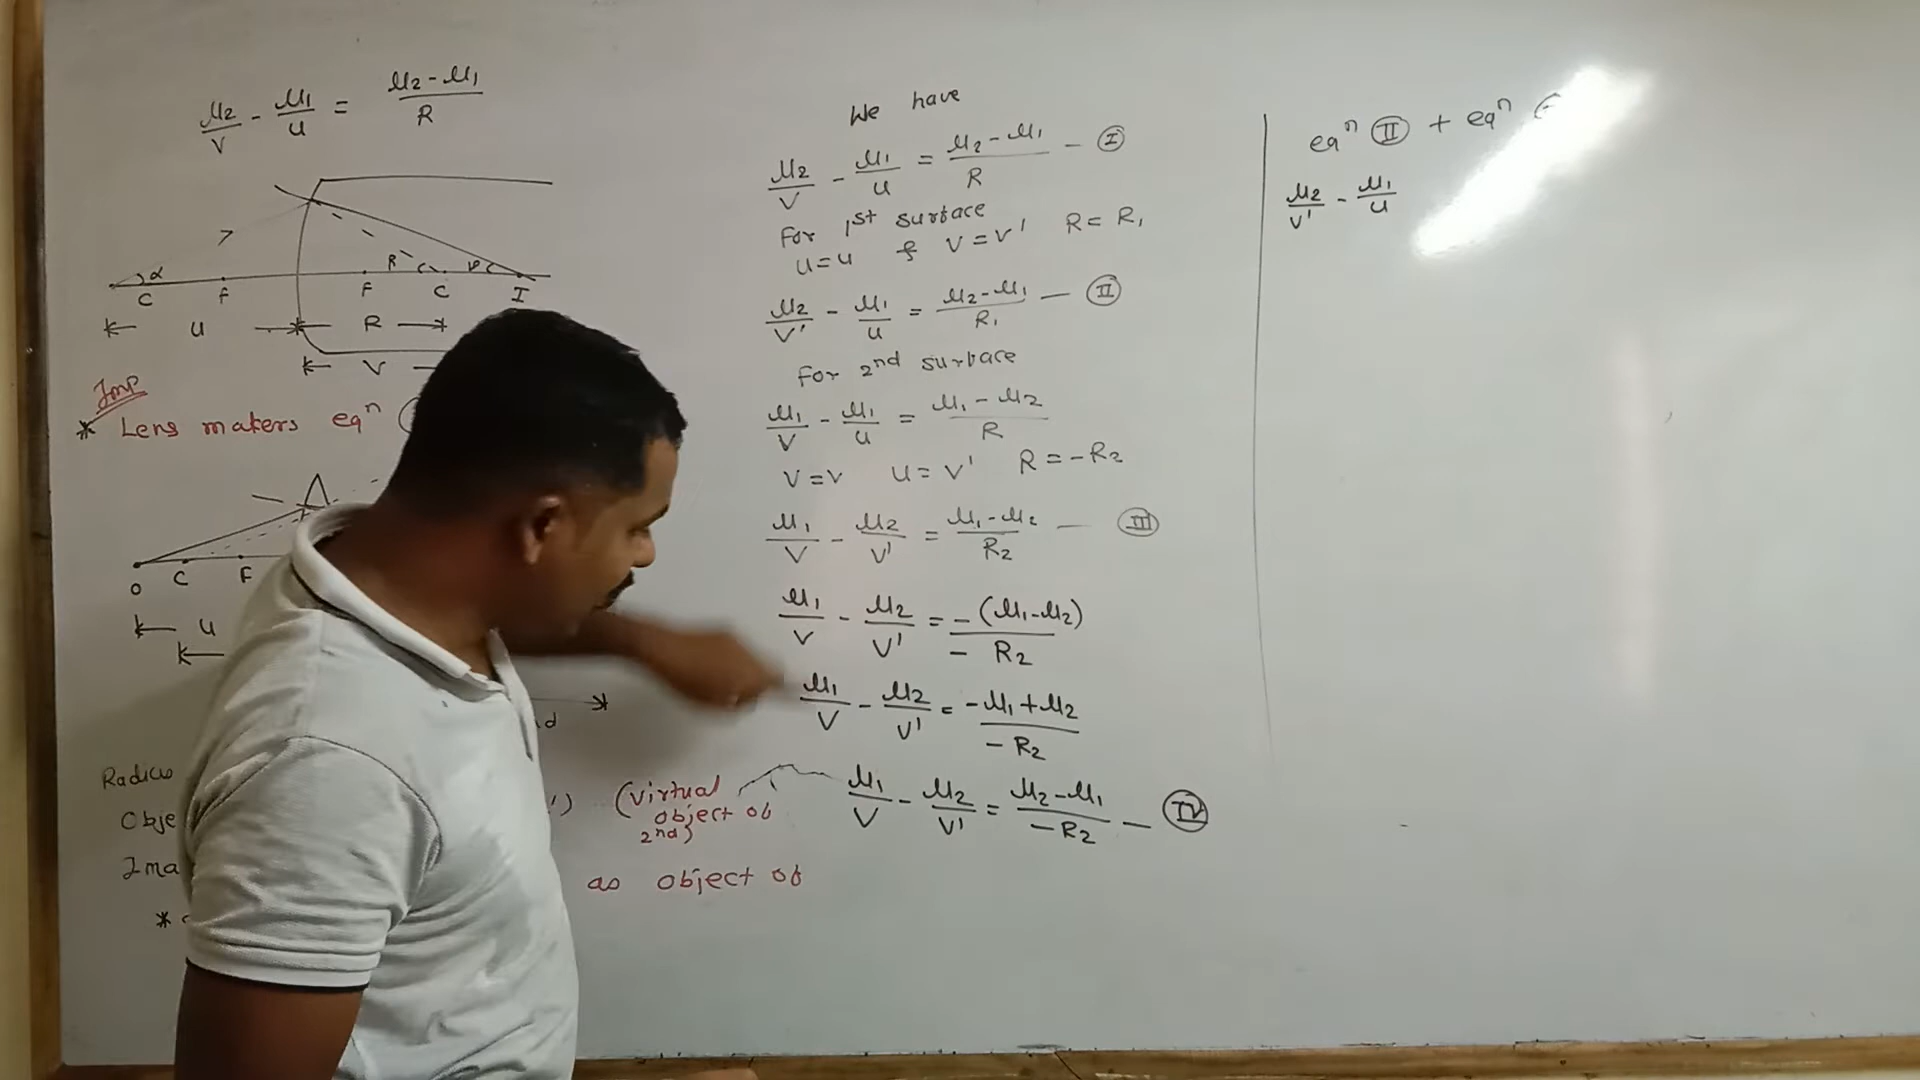 μ2/V - μ1/u = μ2-μ1/R
α
R
C F F C I
u R
V
Imp
* Lens makers eqⁿ
O C F
u
d
Radius
(virtual
object of
2nd)
as object of
*
We have
μ2/V - μ1/u = μ2-μ1/R - (I)
For 1st surface
u=u & V=V' R=R1
μ2/V' - μ1/u = μ2-μ1/R1 — (II)
For 2nd surface
μ1/V - μ1/u = μ1-μ2/R
V=V u=V' R=-R2
μ1/V - μ2/V' = μ1-μ2/R2 — (III)
μ1/V - μ2/V' = -(μ1-μ2)/-R2
μ1/V - μ2/V' = -μ1+μ2/-R2
μ1/V - μ2/V' = μ2-μ1/-R2 — (IV)
eqⁿ (II) + eqⁿ
μ2/V' - μ1/u